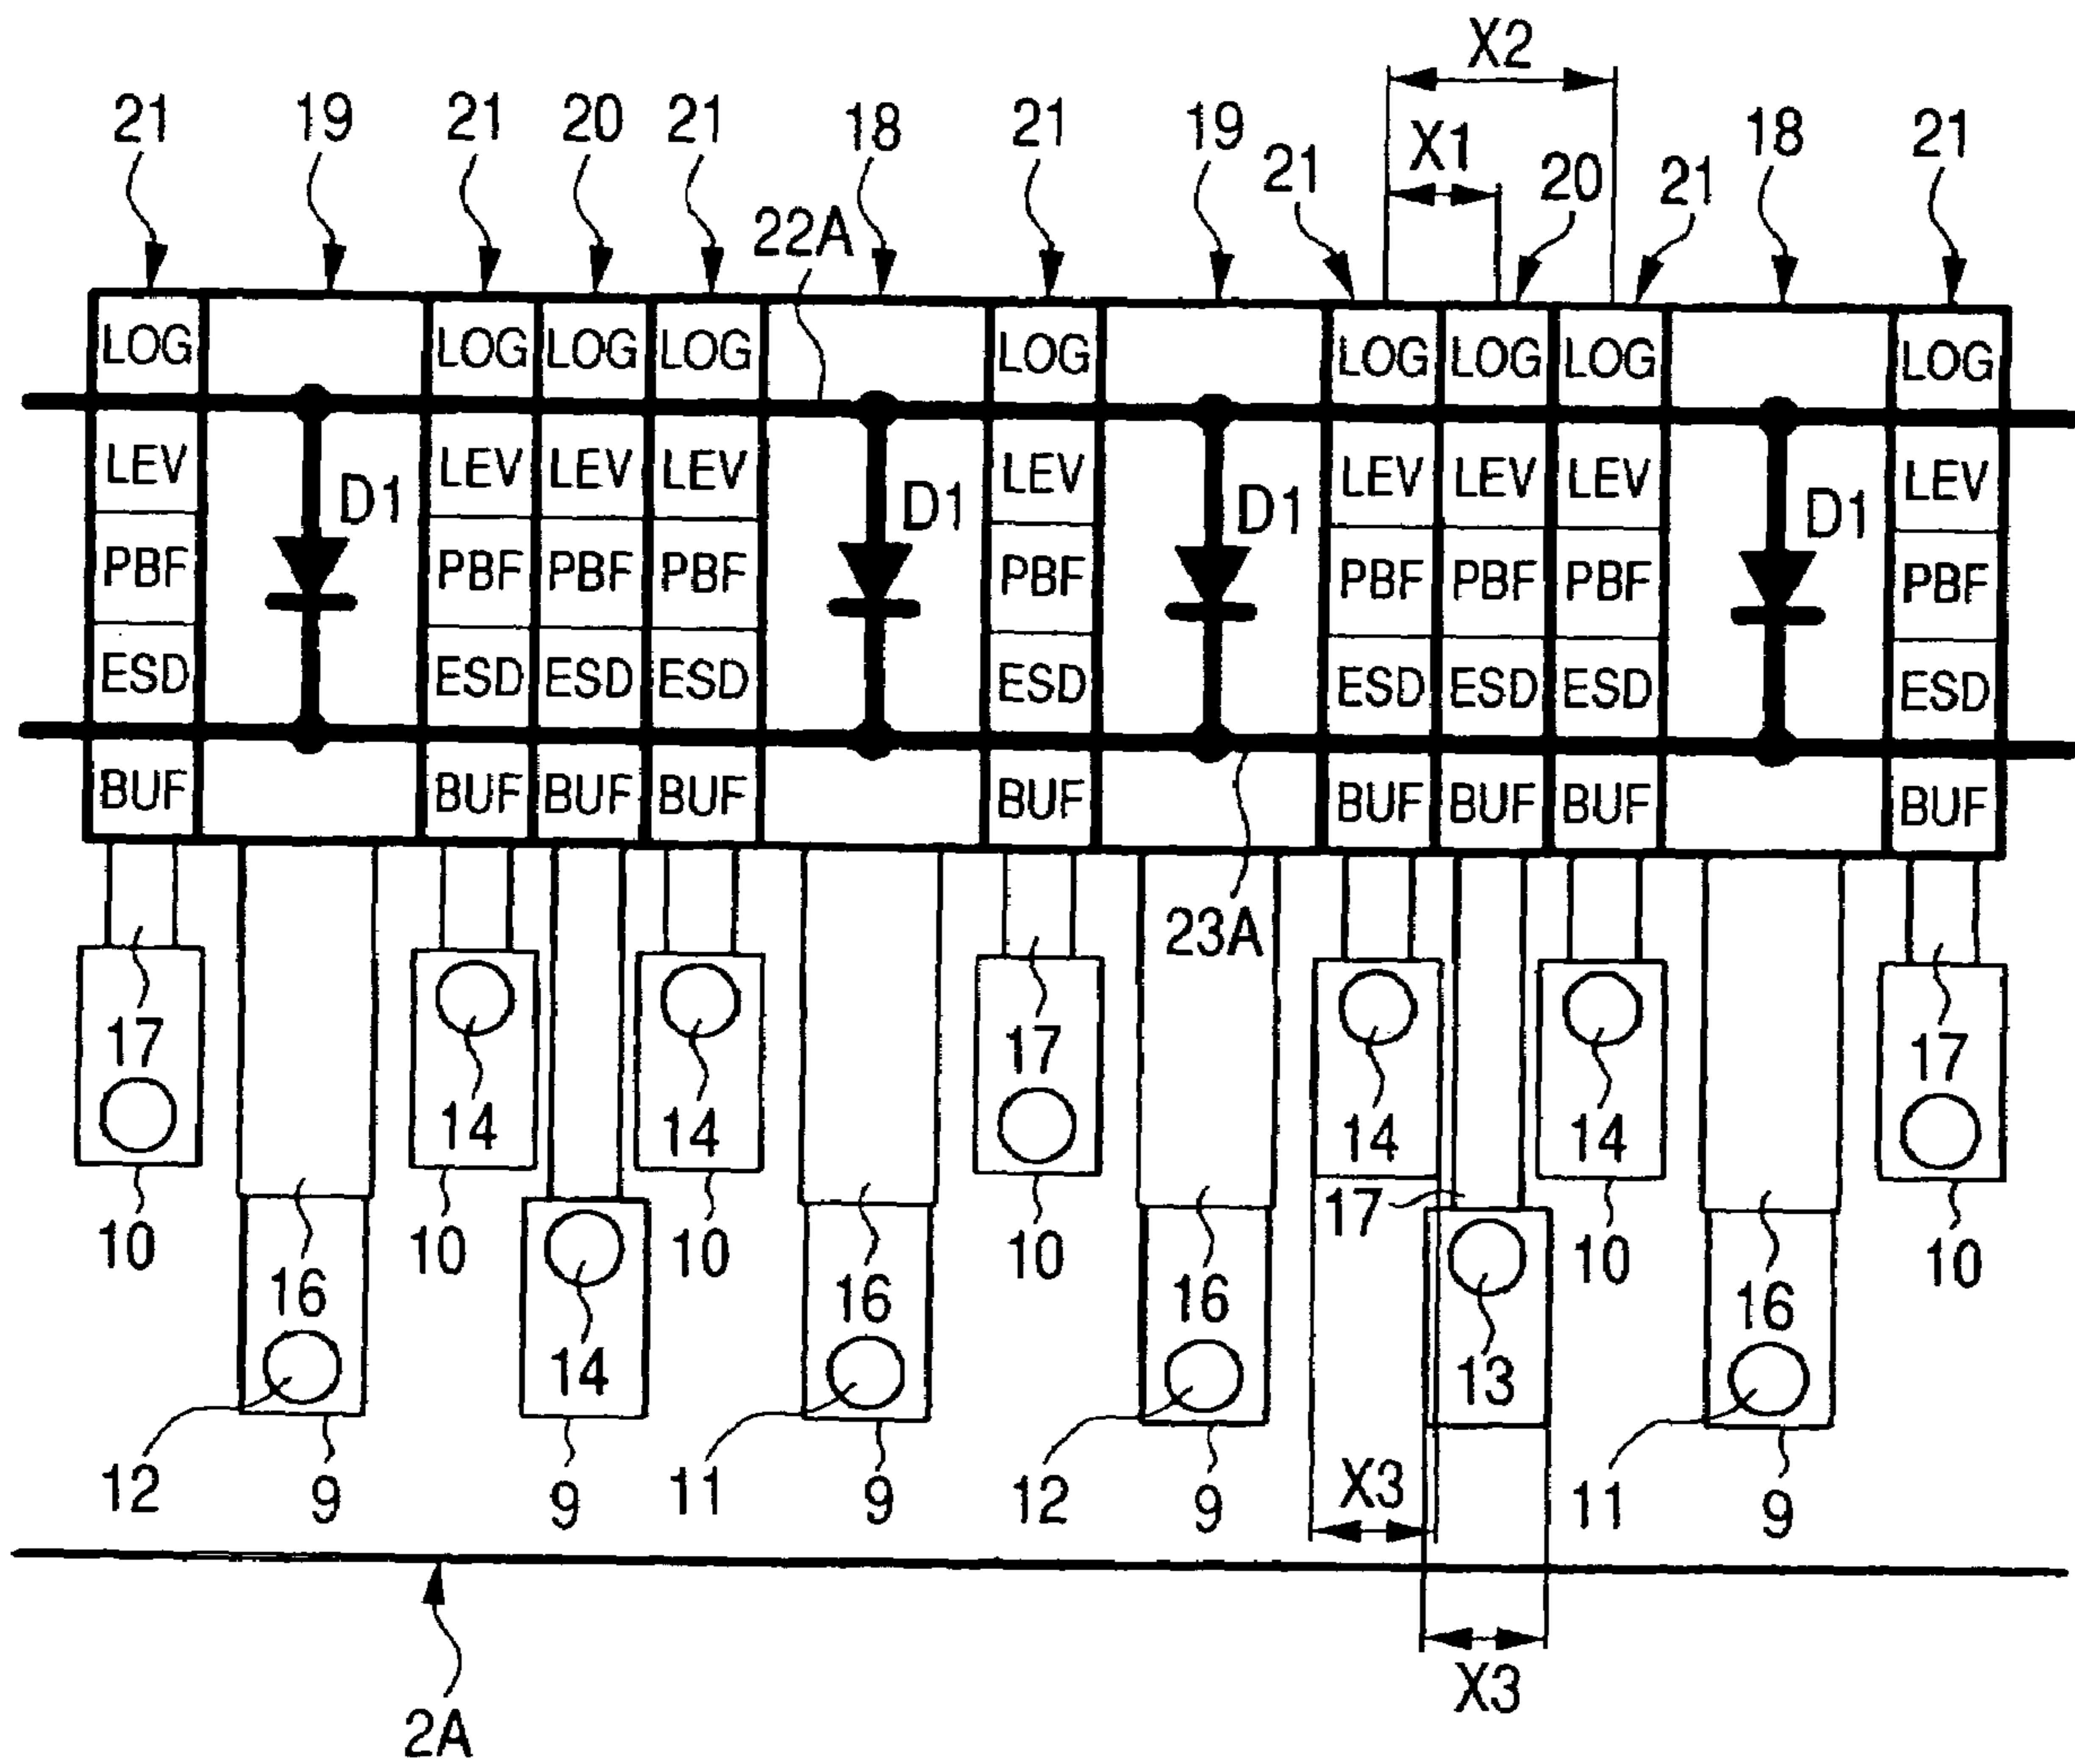 X2
21 19 21 20 21 18 21 19 21 X1 20 21 18 21
22A
LOG LOG LOG LOG LOG LOG LOG LOG LOG
LEV D1 LEV LEV LEV D1 LEV D1 LEV LEV LEV D1 LEV
PBF PBF PBF PBF PBF PBF PBF PBF PBF
ESD ESD ESD ESD ESD ESD ESD ESD ESD
BUF BUF BUF BUF BUF BUF BUF BUF BUF
23A
17 14 14 17 14 14 17
10 10 10 10 17 10 10
16 14 16 16 13 16
12 9 9 11 9 12 9 X3 11 9
X3
2A